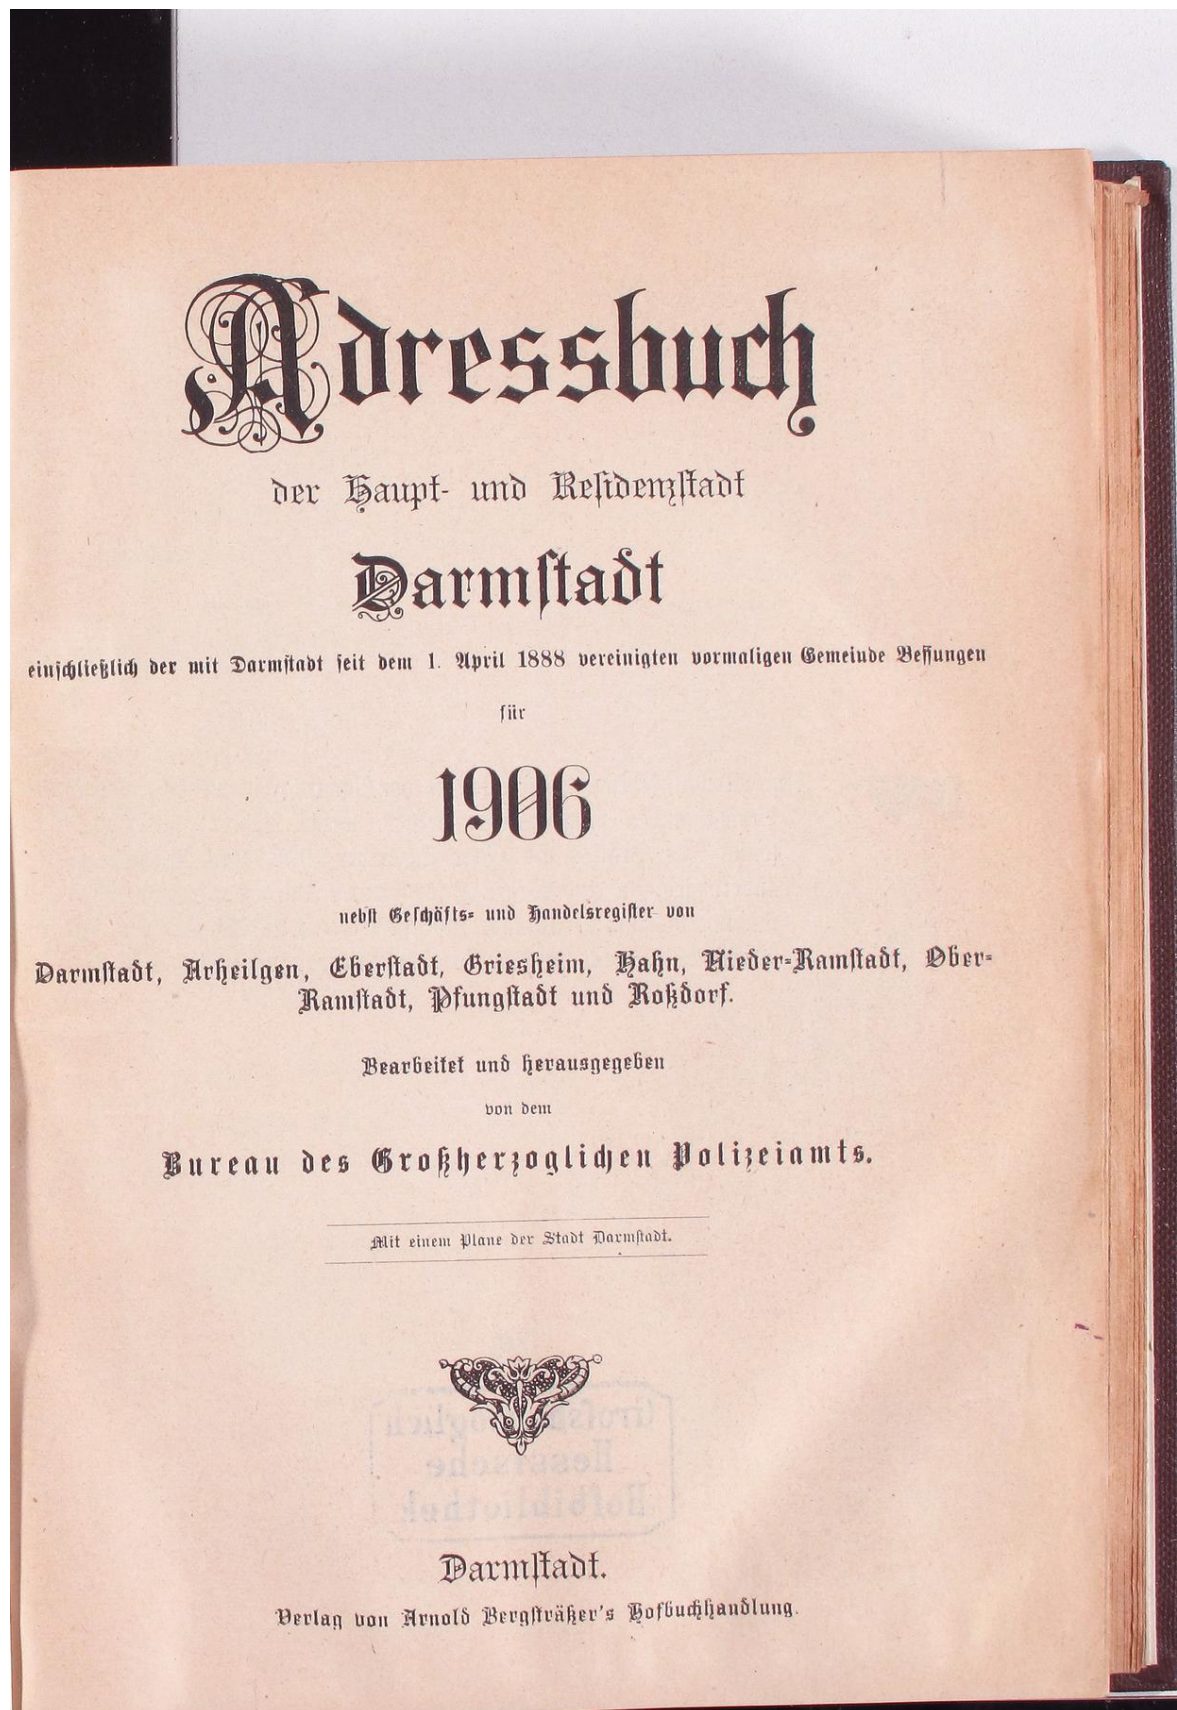 Adressbuch
der Haupt- und Reſidenzſtadt
Darmſtadt
einſchließlich der mit Darmſtadt ſeit dem 1. April 1888 vereinigten vormaligen Gemeinde Beſſungen
für
1906
nebſt Geſchäfts- und Handelsregiſter von
Darmſtadt, Arheilgen, Eberſtadt, Griesheim, Hahn, Nieder-Ramſtadt, Ober-
Ramſtadt, Pfungſtadt und Roßdorf.
Bearbeitet und herausgegeben
von dem
Bureau des Großherzoglichen Polizeiamts.
Mit einem Plane der Stadt Darmſtadt.
Hessische
Hofbibliothek
Darmſtadt.
Verlag von Arnold Bergſträßer's Hofbuchhandlung.